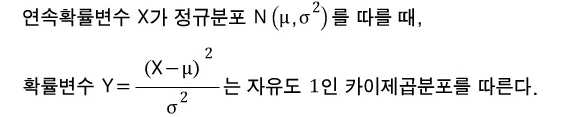 연속확률변수 X가 정규분포 N(μ,σ²)를 따를 때,
확률변수 Y=(X-μ)²/σ²는 자유도 1인 카이제곱분포를 따른다.